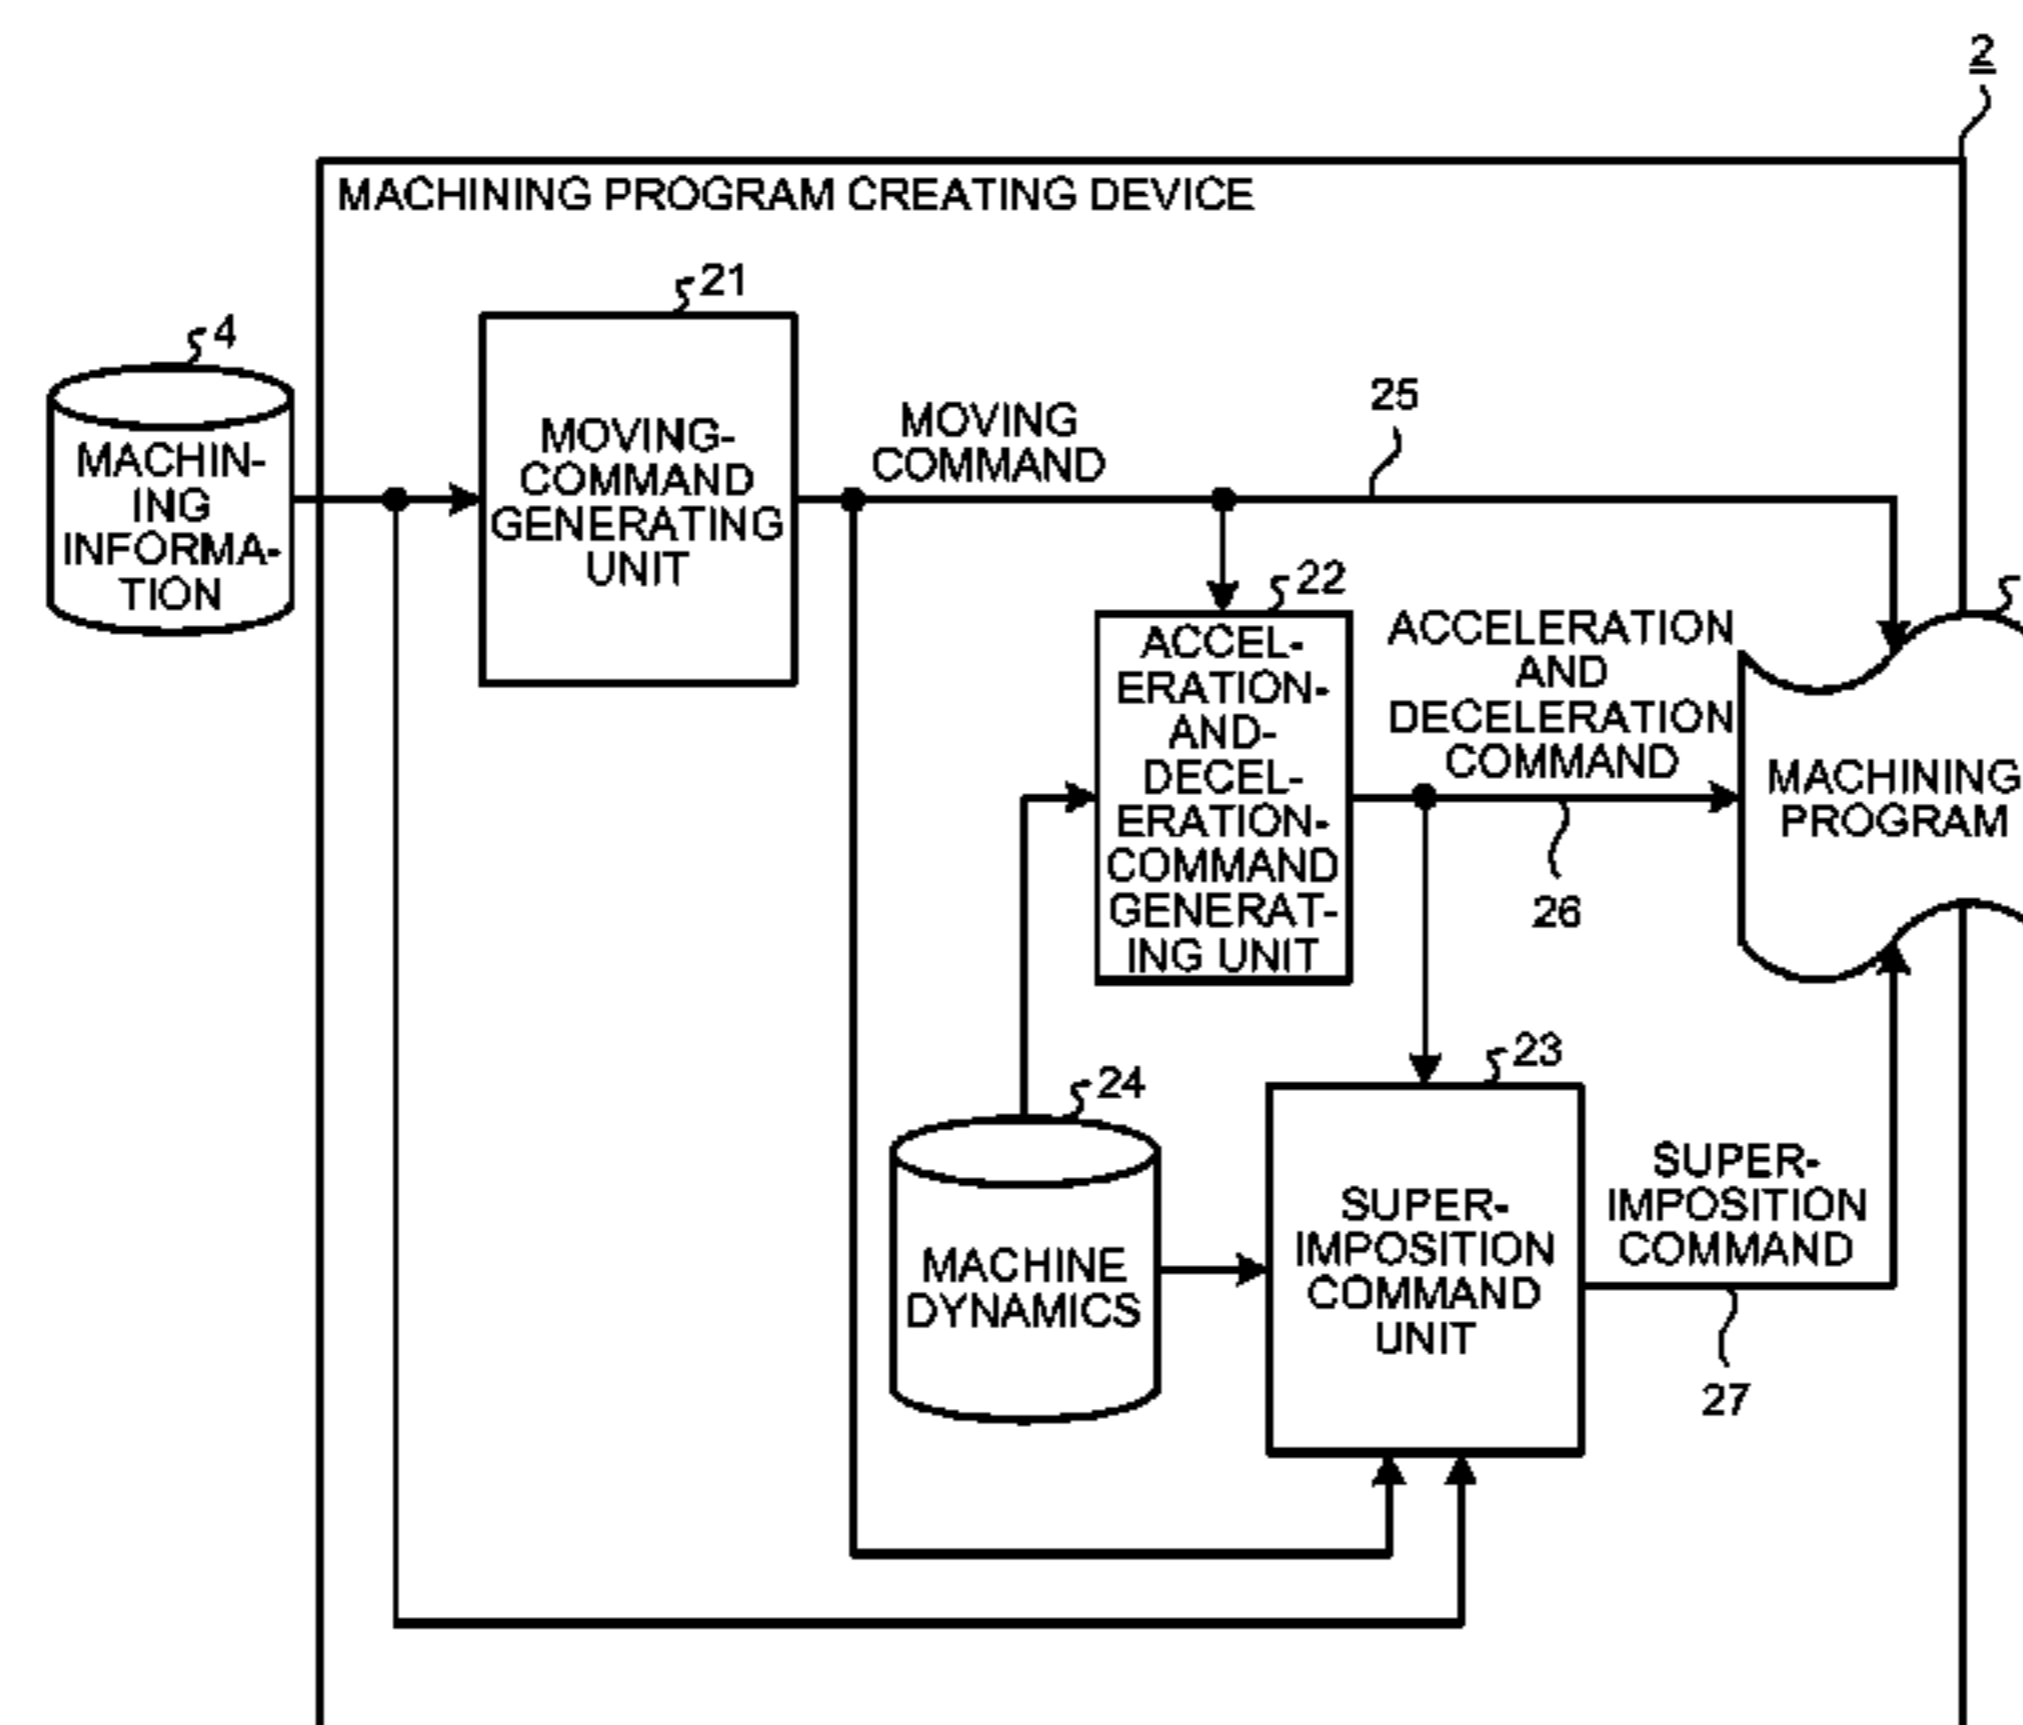 2
MACHINING PROGRAM CREATING DEVICE
21
4
MACHIN-
ING
INFORMA-
TION
MOVING-
COMMAND
GENERATING
UNIT
MOVING
COMMAND
25
22
ACCEL-
ERATION-
AND-
DECEL-
ERATION-
COMMAND
GENERAT-
ING UNIT
ACCELERATION
AND
DECELERATION
COMMAND
26
MACHINING
PROGRAM
24
MACHINE
DYNAMICS
23
SUPER-
IMPOSITION
COMMAND
UNIT
SUPER-
IMPOSITION
COMMAND
27